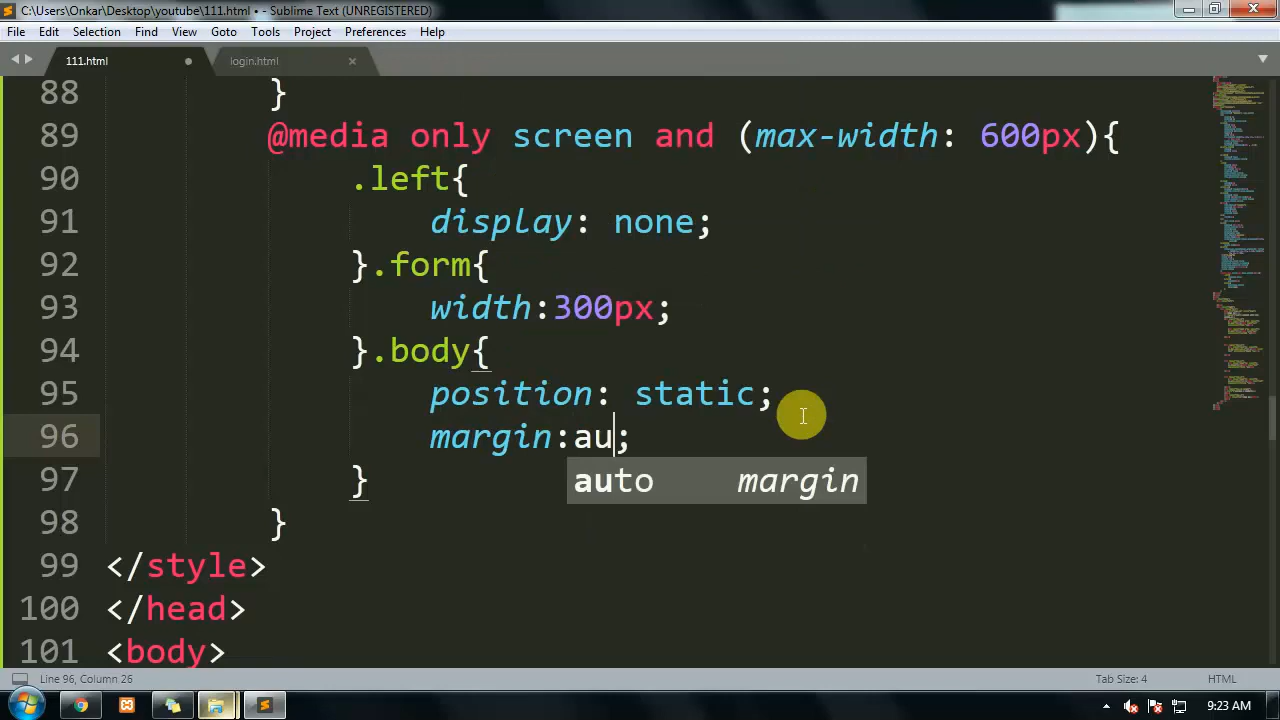 C:\Users\Onkar\Desktop\youtube\111.html • - Sublime Text (UNREGISTERED)
File Edit Selection Find View Goto Tools Project Preferences Help
111.html login.html
88 }
89 @media only screen and (max-width: 600px){
90 .left{
91 display: none;
92 }.form{
93 width:300px;
94 }.body{
95 position: static;
96 margin:au;
97 }
auto margin
98 }
99 </style>
100 </head>
101 <body>
Line 96, Column 26 Tab Size: 4 HTML
9:23 AM